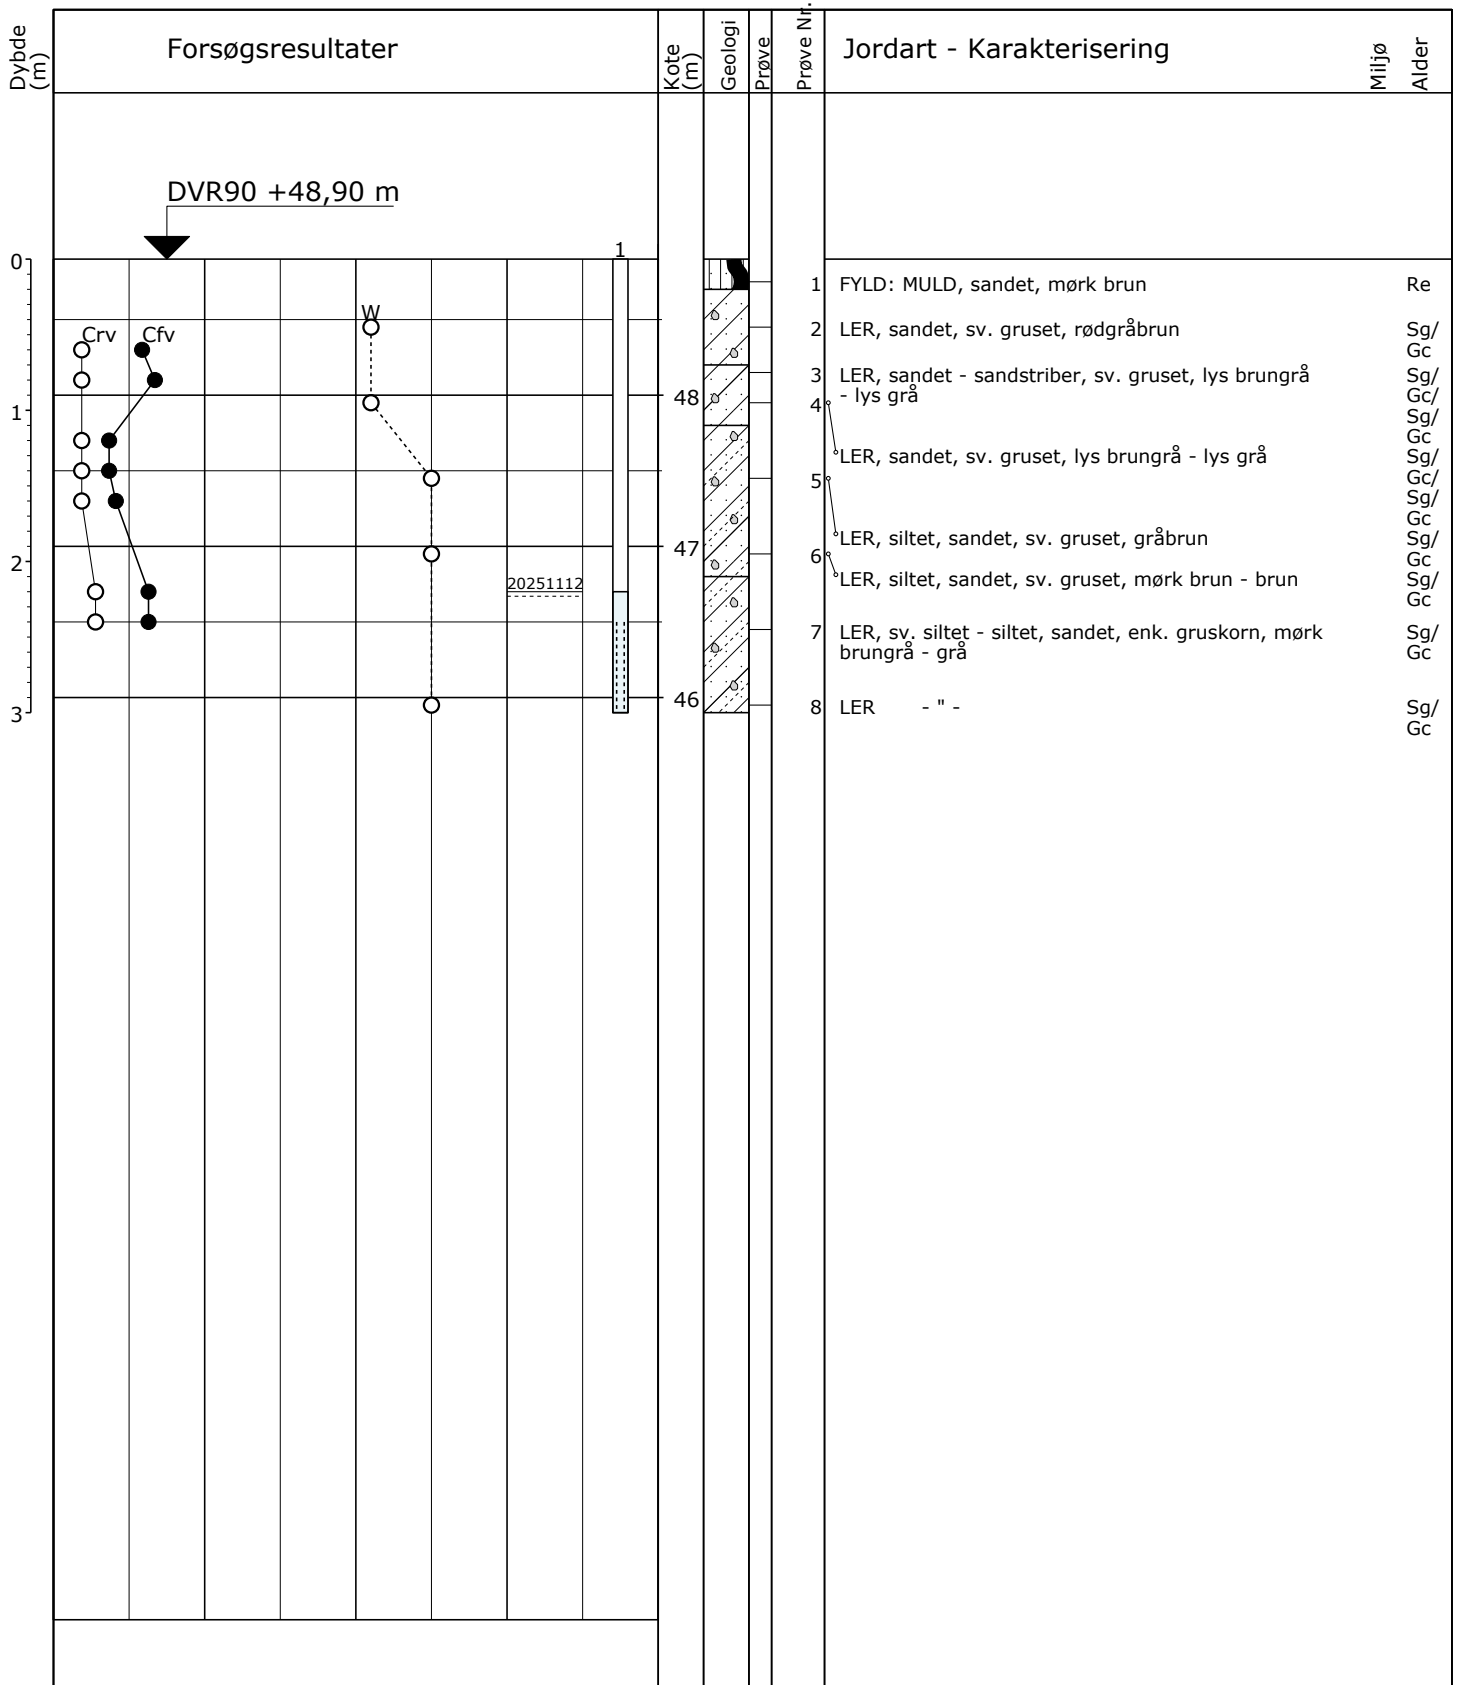 Dybde
(m)
Forsøgsresultater
Kote
(m)
Geologi
Prøve
Prøve Nr.
Jordart - Karakterisering
Miljø
Alder
DVR90 +48,90 m
1
0
1
2
3
Crv
Cfv
W
20251112
48
47
46
1 FYLD: MULD, sandet, mørk brun Re
2 LER, sandet, sv. gruset, rødgråbrun Sg/
Gc
3 LER, sandet - sandstriber, sv. gruset, lys brungrå Sg/
- lys grå Gc/
Sg/
Gc
4 LER, sandet, sv. gruset, lys brungrå - lys grå Sg/
Gc/
Sg/
Gc
5 LER, siltet, sandet, sv. gruset, gråbrun Sg/
Gc
6 LER, siltet, sandet, sv. gruset, mørk brun - brun Sg/
Gc
7 LER, sv. siltet - siltet, sandet, enk. gruskorn, mørk Sg/
brungrå - grå Gc
8 LER - " - Sg/
Gc